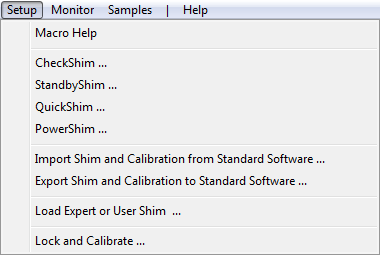 Setup Monitor Samples | Help
Macro Help
CheckShim ...
StandbyShim ...
QuickShim ...
PowerShim ...
Import Shim and Calibration from Standard Software ...
Export Shim and Calibration to Standard Software ...
Load Expert or User Shim ...
Lock and Calibrate ...